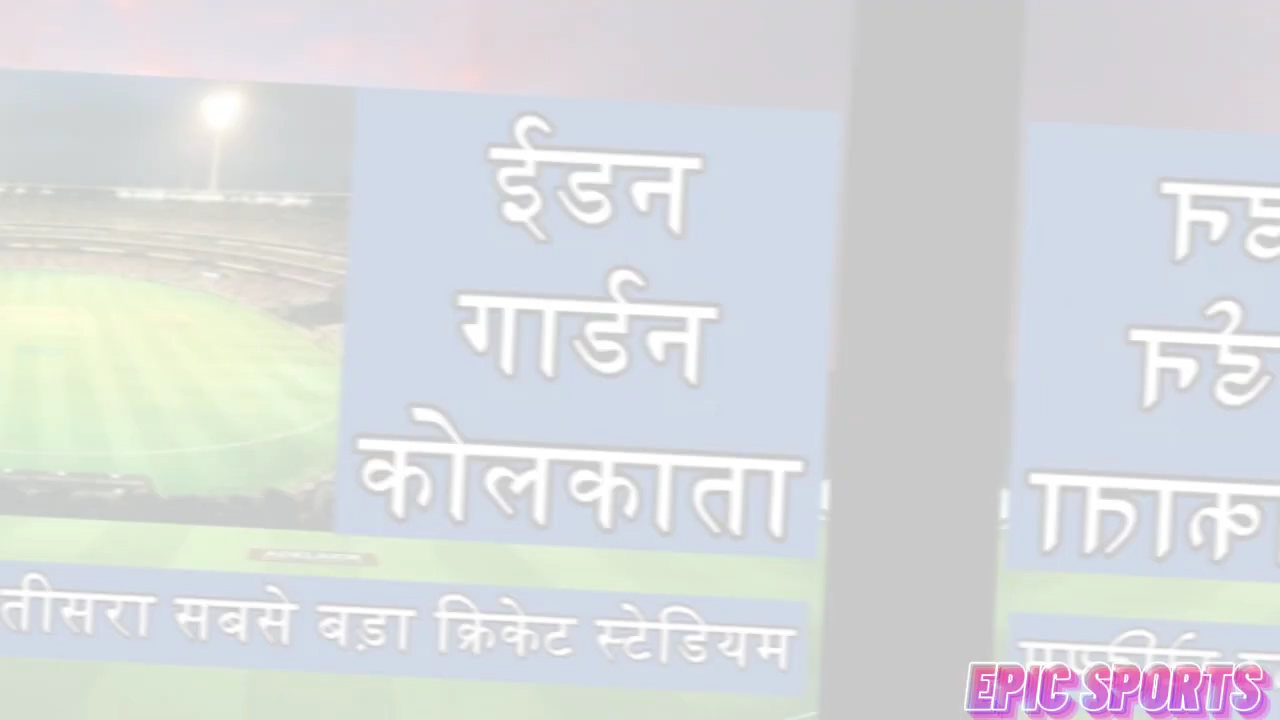 ईडन
गार्डन
कोलकाता
तीसरा सबसे बड़ा क्रिकेट स्टेडियम
EPIC SPORTS